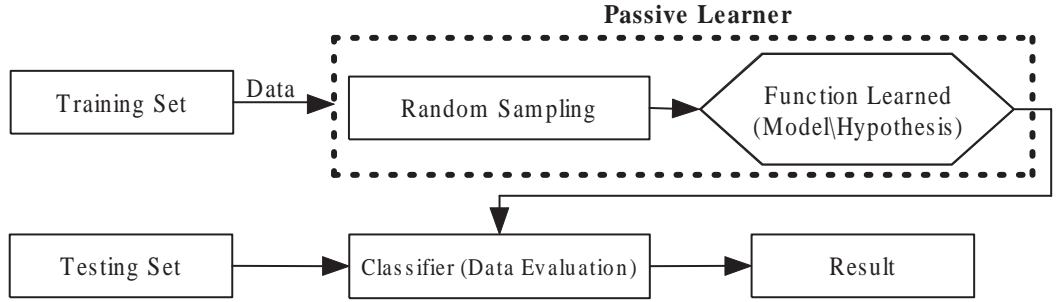 Passive Learner
Training Set
Data
Random Sampling
Function Learned
(Model\Hypothesis)
Testing Set
Classifier (Data Evaluation)
Result